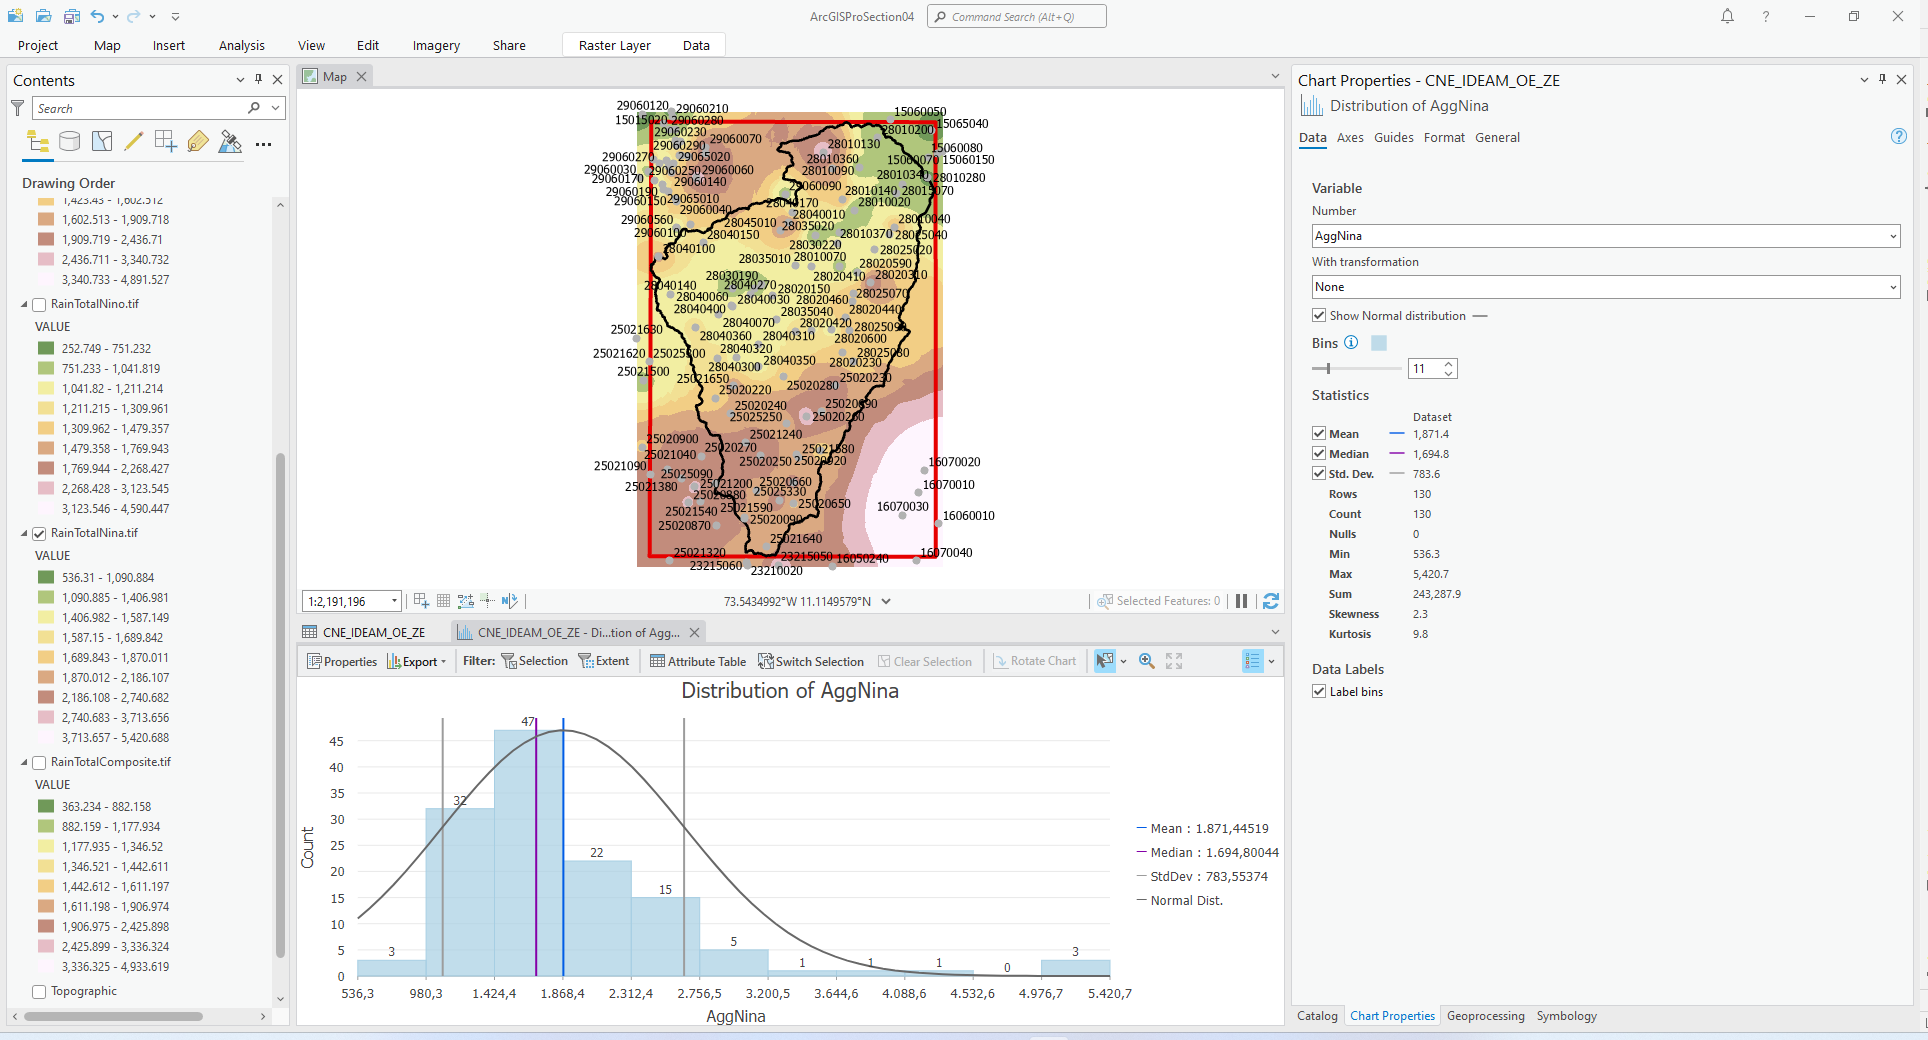 ArcGISProSection04
Command Search (Alt+Q)
Project Map Insert Analysis View Edit Imagery Share Raster Layer Data
Contents
Search
Drawing Order
1,423.43 - 1,602.512
1,602.513 - 1,909.718
1,909.719 - 2,436.71
2,436.711 - 3,340.732
3,340.733 - 4,891.527
RainTotalNino.tif
VALUE
252.749 - 751.232
751.233 - 1,041.819
1,041.82 - 1,211.214
1,211.215 - 1,309.961
1,309.962 - 1,479.357
1,479.358 - 1,769.943
1,769.944 - 2,268.427
2,268.428 - 3,123.545
3,123.546 - 4,590.447
RainTotalNina.tif
VALUE
536.31 - 1,090.884
1,090.885 - 1,406.981
1,406.982 - 1,587.149
1,587.15 - 1,689.842
1,689.843 - 1,870.011
1,870.012 - 2,186.107
2,186.108 - 2,740.682
2,740.683 - 3,713.656
3,713.657 - 5,420.688
RainTotalComposite.tif
VALUE
363.234 - 882.158
882.159 - 1,177.934
1,177.935 - 1,346.52
1,346.521 - 1,442.611
1,442.612 - 1,611.197
1,611.198 - 1,906.974
1,906.975 - 2,425.898
2,425.899 - 3,336.324
3,336.325 - 4,933.619
Topographic
Map
29060120 29060210 15060050
15015020 29060280 28010200 15065040
29060230 29060070
29060290 28010130 15060080
29060270 29065020 28010360 15060070 15060150
29060030 29060250 29060060 28010090 28010340
29060170 29060140 29060090 28010280
29060190 28010140 28015070
29060150 29065010 28040170 28010020
29060040 28040010
29060560 28045010 28035020 28010040
29060100 28040150 28010370 28025040
28040100 28030220 28025020
28035010 28010070 28020590
28030190 28020410 28020310
28040140 28040270 28020150 28025070
28040060 28040030 28020460
28040400 28035040 28020440
28040070 28020420 28025090
25021630 28040360 28040310 28020600
25021620 25025300 28040320 28025080
25021500 28040300 28040350 28020230
25021650 25020280 25020230
25020220
25020240 25020690
25025250 25020260
25020900 25021240
25021040 25020270 25021580
25021090 25020250 25020920 16070020
25025090
25021380 25021200 25020660 16070010
25020880 25025330
25021540 25021590 25020650 16070030
25020870 25020090 16060010
25021640
25021320 23215050 16050240 16070040
23215060 23210020
1:2,191,196 73.5434992°W 11.1149579°N Selected Features: 0
CNE_IDEAM_OE_ZE CNE_IDEAM_OE_ZE - Di...tion of Agg...
Properties Export Filter: Selection Extent Attribute Table Switch Selection Clear Selection Rotate Chart
Distribution of AggNina
Count
45
40
35
30
25
20
15
10
5
0
3 32 47 22 15 5 1 1 1 0 3
536,3 980,3 1.424,4 1.868,4 2.312,4 2.756,5 3.200,5 3.644,6 4.088,6 4.532,6 4.976,7 5.420,7
AggNina
Mean : 1.871,44519
Median : 1.694,80044
StdDev : 783,55374
Normal Dist.
Chart Properties - CNE_IDEAM_OE_ZE
Distribution of AggNina
Data Axes Guides Format General
Variable
Number
AggNina
With transformation
None
Show Normal distribution
Bins
11
Statistics
Dataset
Mean 1,871.4
Median 1,694.8
Std. Dev. 783.6
Rows 130
Count 130
Nulls 0
Min 536.3
Max 5,420.7
Sum 243,287.9
Skewness 2.3
Kurtosis 9.8
Data Labels
Label bins
Catalog Chart Properties Geoprocessing Symbology